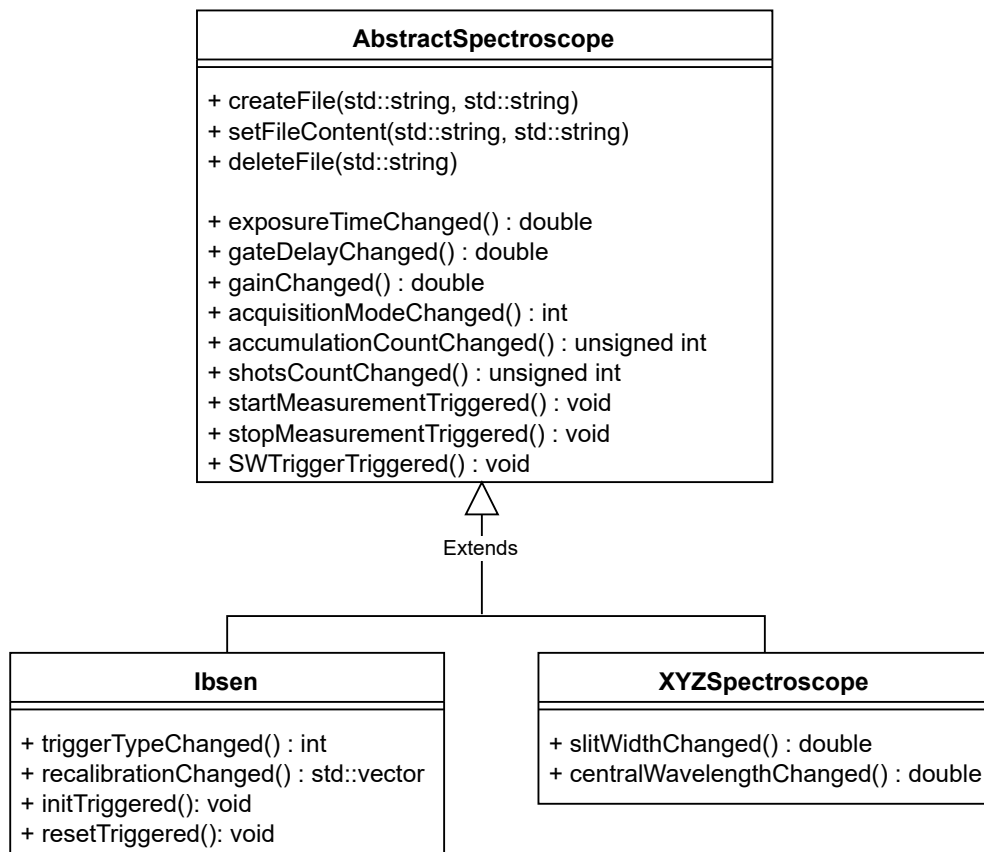 AbstractSpectroscope
+ createFile(std::string, std::string)
+ setFileContent(std::string, std::string)
+ deleteFile(std::string)
+ exposureTimeChanged() : double
+ gateDelayChanged() : double
+ gainChanged() : double
+ acquisitionModeChanged() : int
+ accumulationCountChanged() : unsigned int
+ shotsCountChanged() : unsigned int
+ startMeasurementTriggered() : void
+ stopMeasurementTriggered() : void
+ SWTriggerTriggered() : void
Extends
Ibsen
+ triggerTypeChanged() : int
+ recalibrationChanged() : std::vector
+ initTriggered(): void
+ resetTriggered(): void
XYZSpectroscope
+ slitWidthChanged() : double
+ centralWavelengthChanged() : double